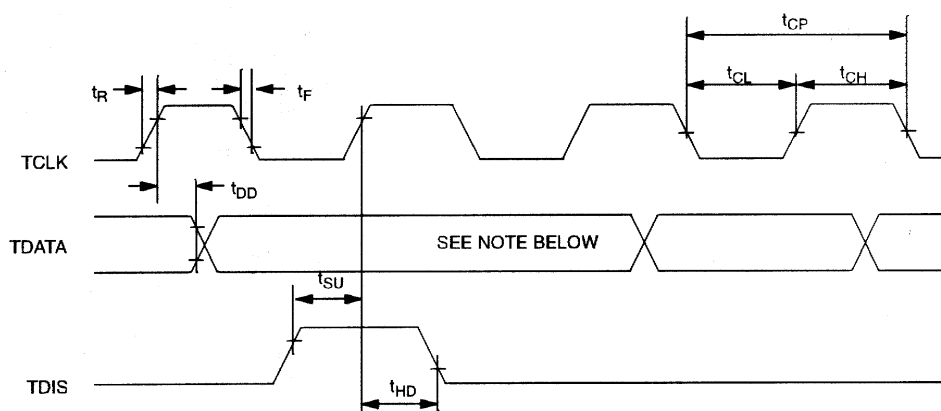 tCP
tCL tCH
tR tF
TCLK
tDD
TDATA SEE NOTE BELOW
tSU
TDIS
tHD